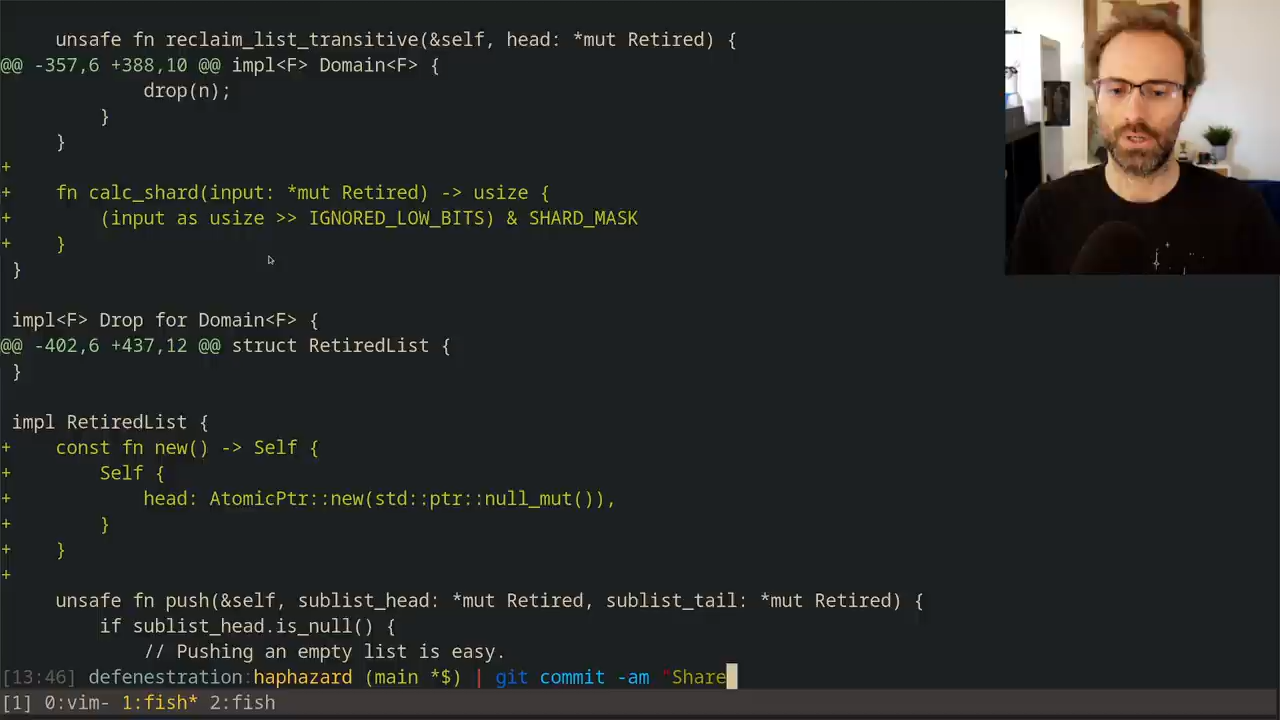 unsafe fn reclaim_list_transitive(&self, head: *mut Retired) {
@@ -357,6 +388,10 @@ impl<F> Domain<F> {
            drop(n);
        }
    }
+
+    fn calc_shard(input: *mut Retired) -> usize {
+        (input as usize >> IGNORED_LOW_BITS) & SHARD_MASK
+    }
 }

 impl<F> Drop for Domain<F> {
@@ -402,6 +437,12 @@ struct RetiredList {
 }

 impl RetiredList {
+    const fn new() -> Self {
+        Self {
+            head: AtomicPtr::new(std::ptr::null_mut()),
+        }
+    }
+
    unsafe fn push(&self, sublist_head: *mut Retired, sublist_tail: *mut Retired) {
        if sublist_head.is_null() {
            // Pushing an empty list is easy.
[13:46] defenestration:haphazard (main *$) | git commit -am "Share
[1] 0:vim- 1:fish* 2:fish